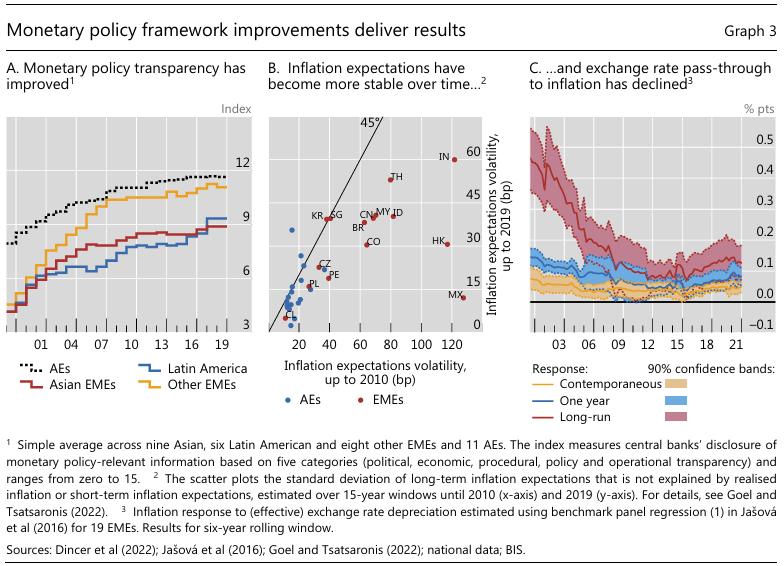 Monetary policy framework improvements deliver results
Graph 3
A. Monetary policy transparency has
improved¹
B.  Inflation expectations have
become more stable over time...²
C. ...and exchange rate pass-through
to inflation has declined³
Index
12
9
6
3
01 04 07 10 13 16 19
AEs
Asian EMEs
Latin America
Other EMEs
45°
IN
TH
KR
SG
CN
MY
ID
BR
CO
HK
CZ
PE
PL
MX
CL
60
45
30
15
0
20 40 60 80 100 120
Inflation expectations volatility,
up to 2019 (bp)
Inflation expectations volatility,
up to 2010 (bp)
AEs
EMEs
% pts
0.5
0.4
0.3
0.2
0.1
0.0
–0.1
03 06 09 12 15 18 21
Response:
90% confidence bands:
Contemporaneous
One year
Long-run
¹ Simple average across nine Asian, six Latin American and eight other EMEs and 11 AEs. The index measures central banks' disclosure of
monetary policy-relevant information based on five categories (political, economic, procedural, policy and operational transparency) and
ranges from zero to 15. ² The scatter plots the standard deviation of long-term inflation expectations that is not explained by realised
inflation or short-term inflation expectations, estimated over 15-year windows until 2010 (x-axis) and 2019 (y-axis). For details, see Goel and
Tsatsaronis (2022). ³ Inflation response to (effective) exchange rate depreciation estimated using benchmark panel regression (1) in Jašová
et al (2016) for 19 EMEs. Results for six-year rolling window.
Sources: Dincer et al (2022); Jašová et al (2016); Goel and Tsatsaronis (2022); national data; BIS.